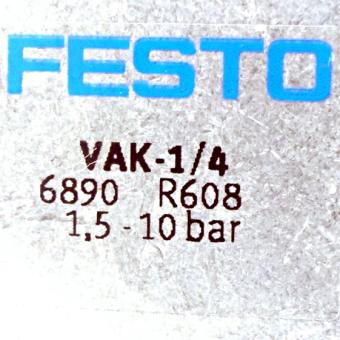 FESTO
VAK-1/4
6890 R608
1,5 - 10 bar